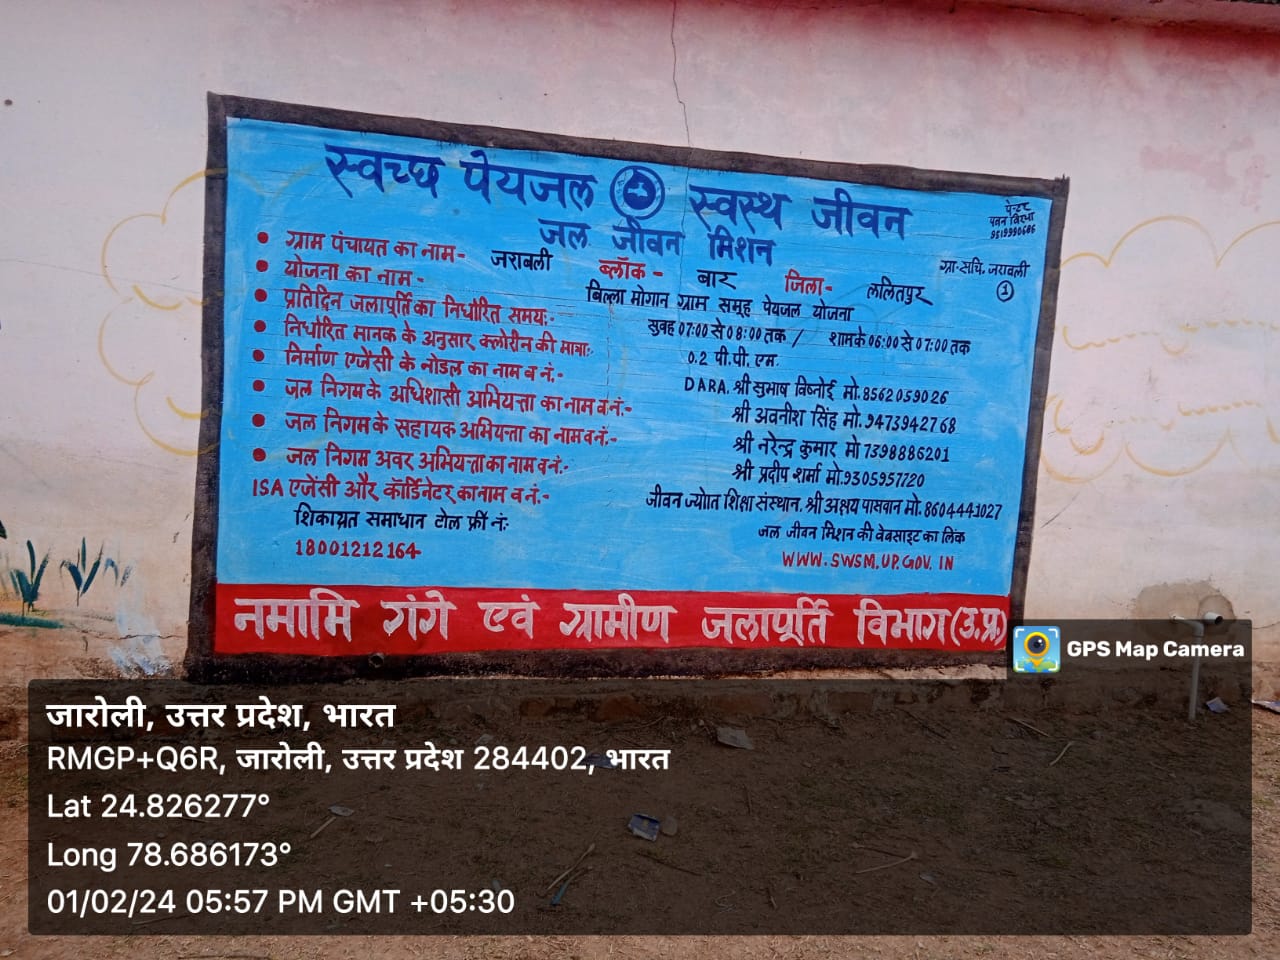 स्वच्छ पेयजल स्वस्थ जीवन
जल जीवन मिशन
पेन्टर
9519990686
ग्रा. सचि. जरावली
1
• ग्राम पंचायत का नाम- जरावली ब्लॉक- बार जिला- ललितपुर
• योजना का नाम- बिल्ला मोगान ग्राम समूह पेयजल योजना
• प्रतिदिन जलापूर्ति का निर्धारित समय: सुवह 07:00 से 08:00 तक / शाम के 06:00 से 07:00 तक
• निर्धारित मानक के अनुसार क्लोरीन की मात्रा: 0.2 पी. पी. एम.
• निर्माण एजेंसी के नोडल का नाम व नं.- DARA. श्री सुभाष विष्नोई मो. 8562059026
• जल निगम के अधिशासी अभियन्ता का नाम व नं.- श्री अवनीश सिंह मो. 9473942768
• जल निगम के सहायक अभियन्ता का नाम व नं.- श्री नरेन्द्र कुमार मो 7398886201
• जल निगम अवर अभियन्ता का नाम व नं.- श्री प्रदीप शर्मा मो. 9305957720
ISA एजेंसी और कॉर्डिनेटर का नाम व नं.- जीवन ज्योति शिक्षा संस्थान. श्री अक्षय पासवान मो. 8604441027
शिकायत समाधान टोल फ्री नं: जल जीवन मिशन की वेबसाइट का लिंक
18001212164 WWW.SWSM.UP.GOV.IN
नमामि गंगे एवं ग्रामीण जलापूर्ति विभाग (उ.प्र.)
GPS Map Camera
जारोली, उत्तर प्रदेश, भारत
RMGP+Q6R, जारोली, उत्तर प्रदेश 284402, भारत
Lat 24.826277°
Long 78.686173°
01/02/24 05:57 PM GMT +05:30